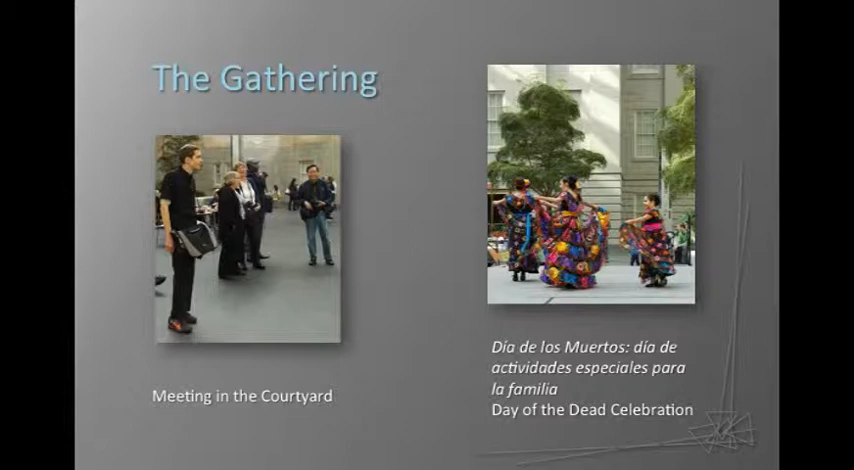 The Gathering
Meeting in the Courtyard
Día de los Muertos: día de
actividades especiales para
la familia
Day of the Dead Celebration